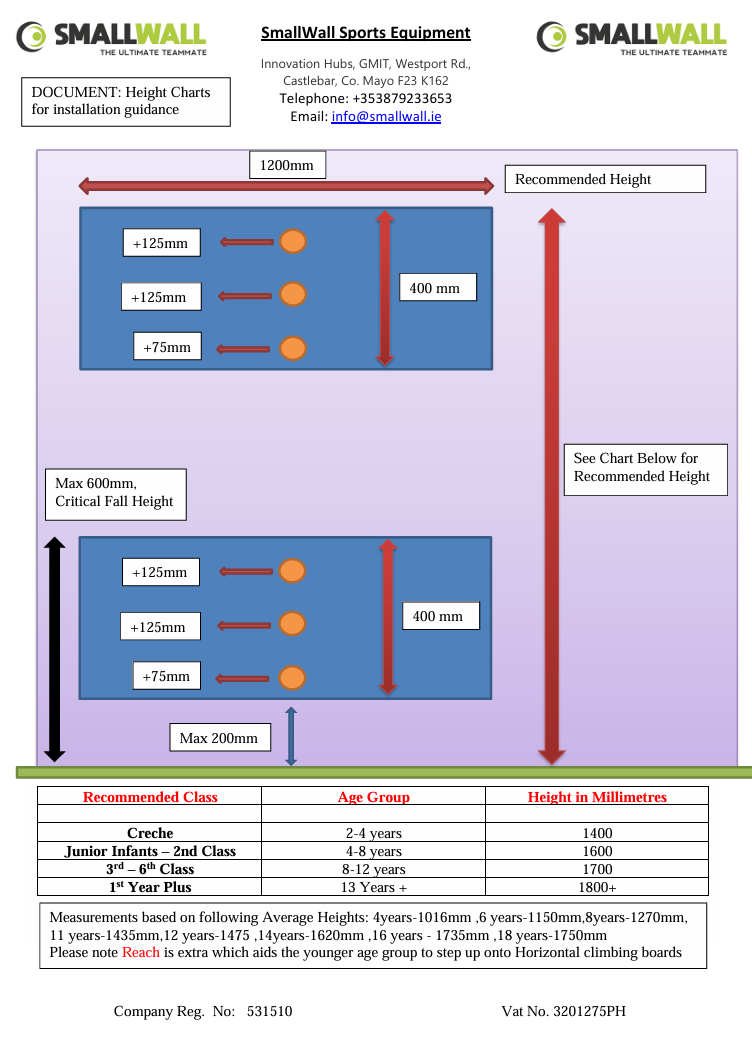 SMALLWALL
THE ULTIMATE TEAMMATE
SmallWall Sports Equipment
SMALLWALL
THE ULTIMATE TEAMMATE
Innovation Hubs, GMIT, Westport Rd.,
Castlebar, Co. Mayo F23 K162
Telephone: +353879233653
Email: info@smallwall.ie
DOCUMENT: Height Charts
for installation guidance
1200mm
Recommended Height
+125mm
+125mm
+75mm
400 mm
See Chart Below for
Recommended Height
Max 600mm,
Critical Fall Height
+125mm
+125mm
+75mm
400 mm
Max 200mm
Recommended Class Age Group Height in Millimetres
Creche 2-4 years 1400
Junior Infants – 2nd Class 4-8 years 1600
3rd – 6th Class 8-12 years 1700
1st Year Plus 13 Years + 1800+
Measurements based on following Average Heights: 4years-1016mm ,6 years-1150mm,8years-1270mm,
11 years-1435mm,12 years-1475 ,14years-1620mm ,16 years - 1735mm ,18 years-1750mm
Please note Reach is extra which aids the younger age group to step up onto Horizontal climbing boards
Company Reg. No: 531510 Vat No. 3201275PH